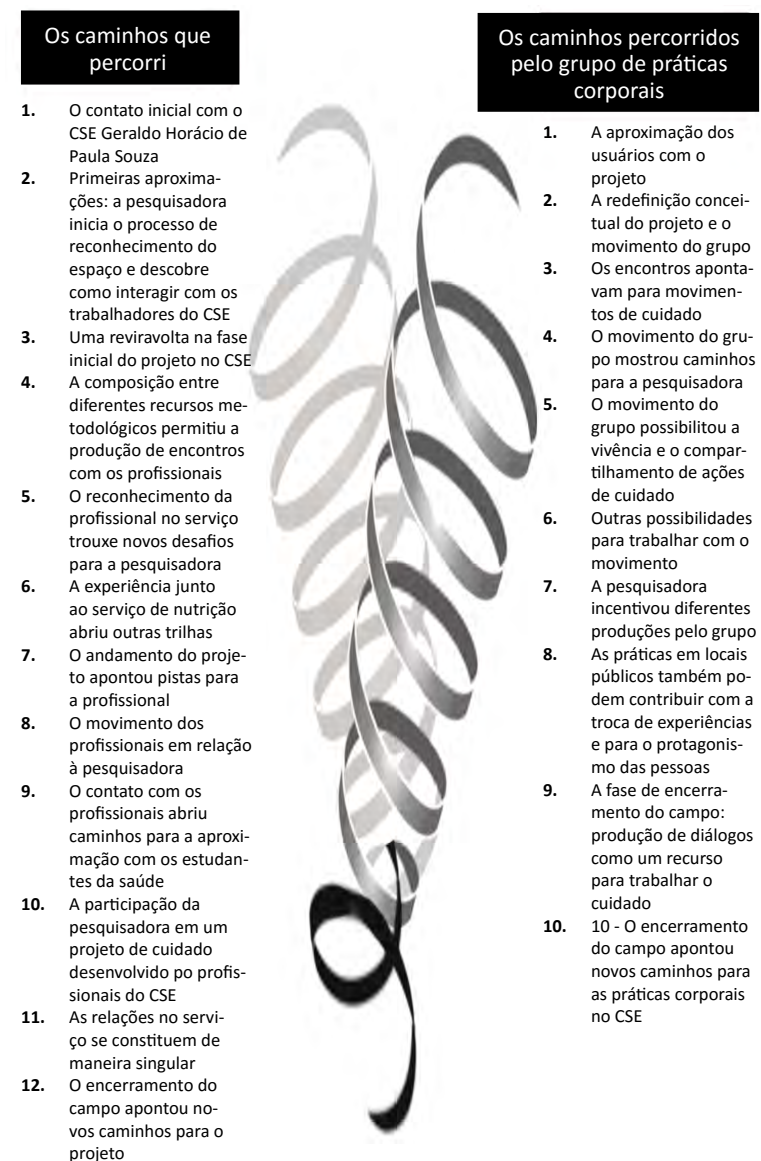 Os caminhos que
percorri
1. O contato inicial com o
CSE Geraldo Horácio de
Paula Souza
2. Primeiras aproxima-
ções: a pesquisadora
inicia o processo de
reconhecimento do
espaço e descobre
como interagir com os
trabalhadores do CSE
3. Uma reviravolta na fase
inicial do projeto no CSE
4. A composição entre
diferentes recursos me-
todológicos permitiu a
produção de encontros
com os profissionais
5. O reconhecimento da
profissional no serviço
trouxe novos desafios
para a pesquisadora
6. A experiência junto
ao serviço de nutrição
abriu outras trilhas
7. O andamento do proje-
to apontou pistas para
a profissional
8. O movimento dos
profissionais em relação
à pesquisadora
9. O contato com os
profissionais abriu
caminhos para a aproxi-
mação com os estudan-
tes da saúde
10. A participação da
pesquisadora em um
projeto de cuidado
desenvolvido po profis-
sionais do CSE
11. As relações no servi-
ço se constituem de
maneira singular
12. O encerramento do
campo apontou no-
vos caminhos para o
projeto
Os caminhos percorridos
pelo grupo de práticas
corporais
1. A aproximação dos
usuários com o
projeto
2. A redefinição concei-
tual do projeto e o
movimento do grupo
3. Os encontros aponta-
vam para movimen-
tos de cuidado
4. O movimento do gru-
po mostrou caminhos
para a pesquisadora
5. O movimento do
grupo possibilitou a
vivência e o compar-
tilhamento de ações
de cuidado
6. Outras possibilidades
para trabalhar com o
movimento
7. A pesquisadora
incentivou diferentes
produções pelo grupo
8. As práticas em locais
públicos também po-
dem contribuir com a
troca de experiências
e para o protagonis-
mo das pessoas
9. A fase de encerra-
mento do campo:
produção de diálogos
como um recurso
para trabalhar o
cuidado
10. 10 - O encerramento
do campo apontou
novos caminhos para
as práticas corporais
no CSE